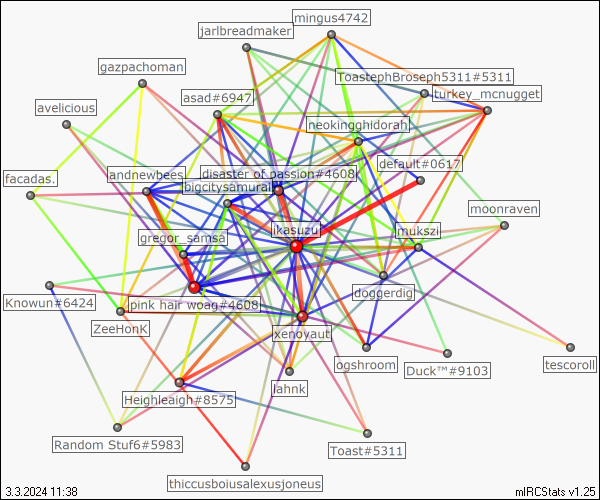 mingus4742
jarlbreadmaker
ToastephBroseph5311#5311
gazpachoman
turkey_mcnugget
asad#6947
avelicious
neokingghidorah
default#0617
facadas.
andnewbees
disaster of passion#4608
bigcitysamurai
moonraven
ikasuzu
mukszi
gregor_samsa
Knowun#6424
pink hair woag#4608
doggerdig
ZeeHonK
xenoyaut
ogshroom
Duck™#9103
tescoroll
lahnk
Heighleaigh#8575
Random Stuf6#5983
Toast#5311
thiccusboiusalexusjoneus
3.3.2024 11:38
mIRCStats v1.25